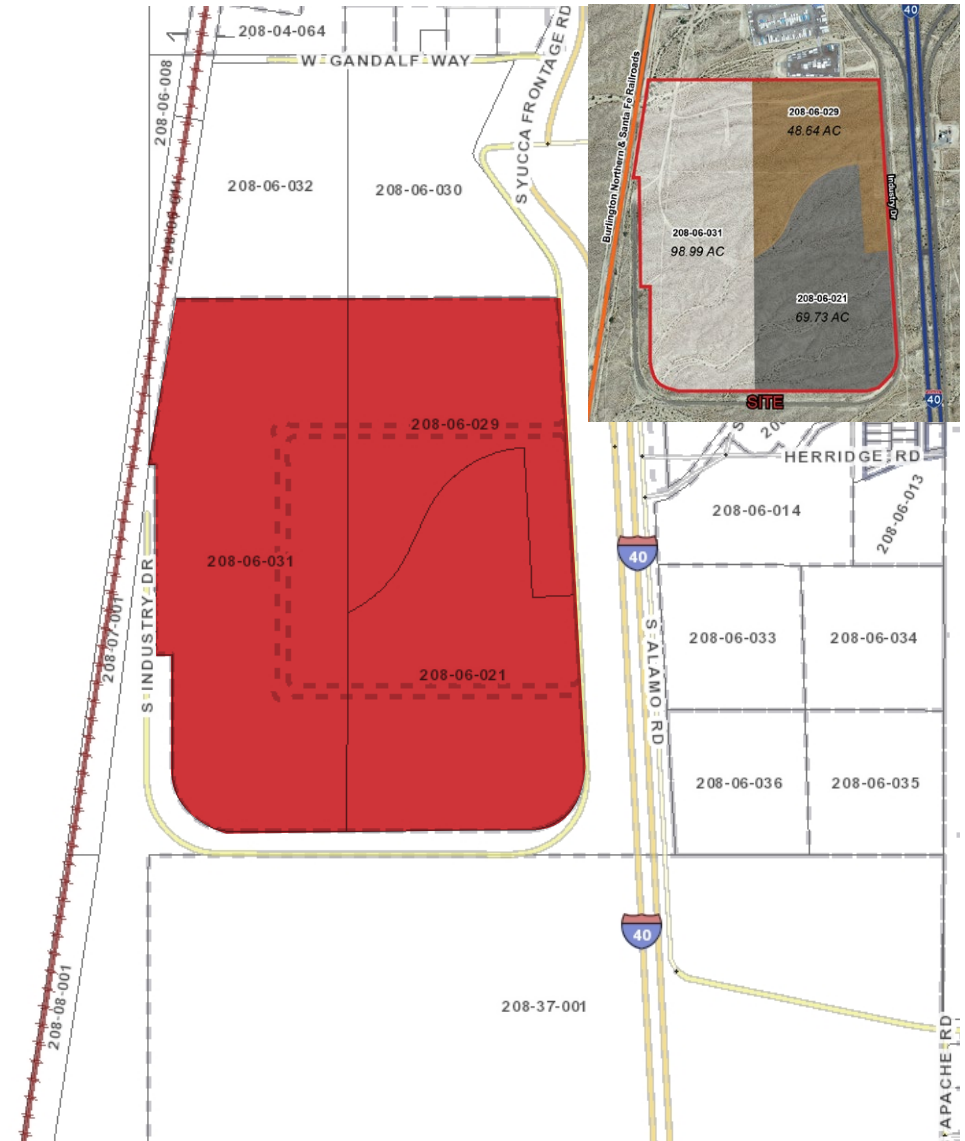 208-04-064
W GANDALF WAY
S YUCCA FRONTAGE RD
208-06-008
208-06-032
208-06-030
208-06-029
208-06-031
208-06-021
S INDUSTRY DR
208-07-001
208-08-001
40
Burlington Northern & Santa Fe Railroads
208-06-029
48.64 AC
Industry Dr
208-06-031
98.99 AC
208-06-021
69.73 AC
SITE
40
HERRIDGE RD
208-06-014
208-06-013
40
S ALAMO RD
208-06-033
208-06-034
208-06-036
208-06-035
40
208-37-001
APACHE RD